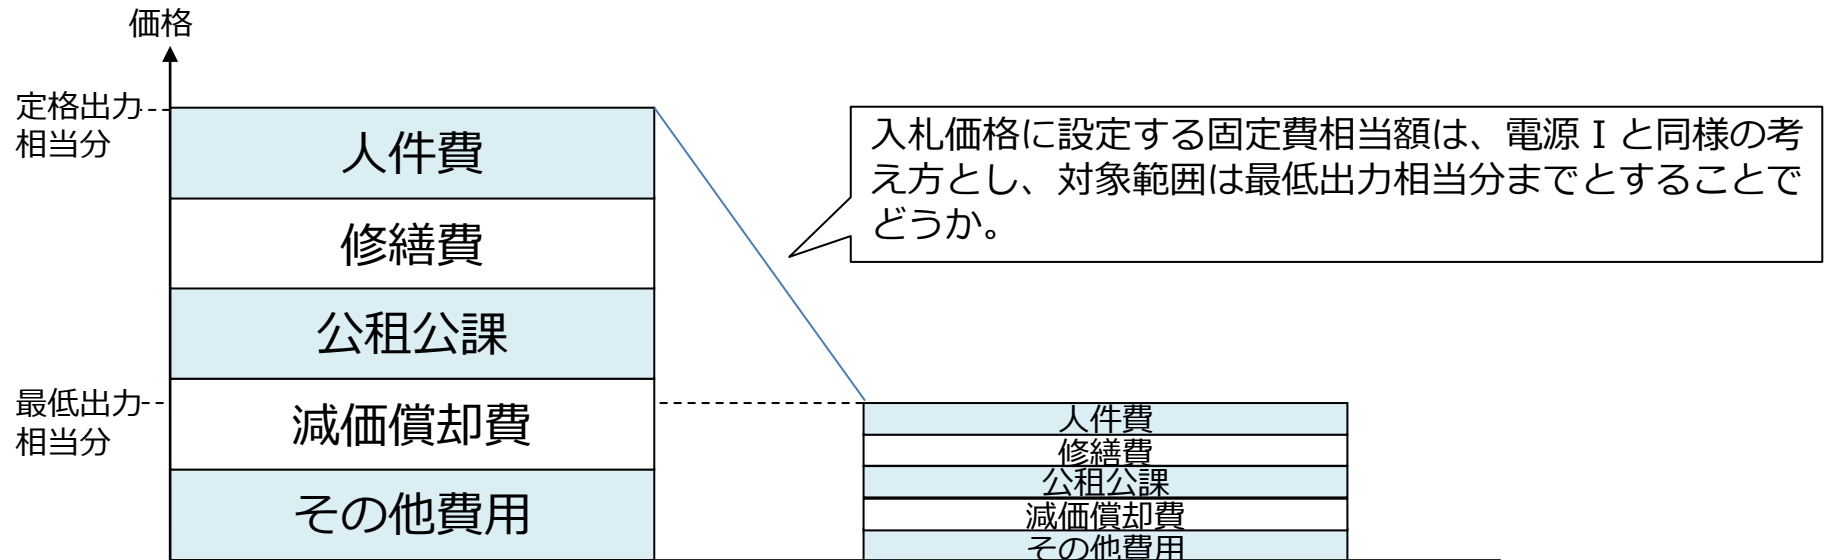 価格
定格出力
相当分
人件費
修繕費
公租公課
減価償却費
その他費用
最低出力
相当分
入札価格に設定する固定費相当額は、電源Ⅰと同様の考
え方とし、対象範囲は最低出力相当分までとすることで
どうか。
人件費
修繕費
公租公課
減価償却費
その他費用